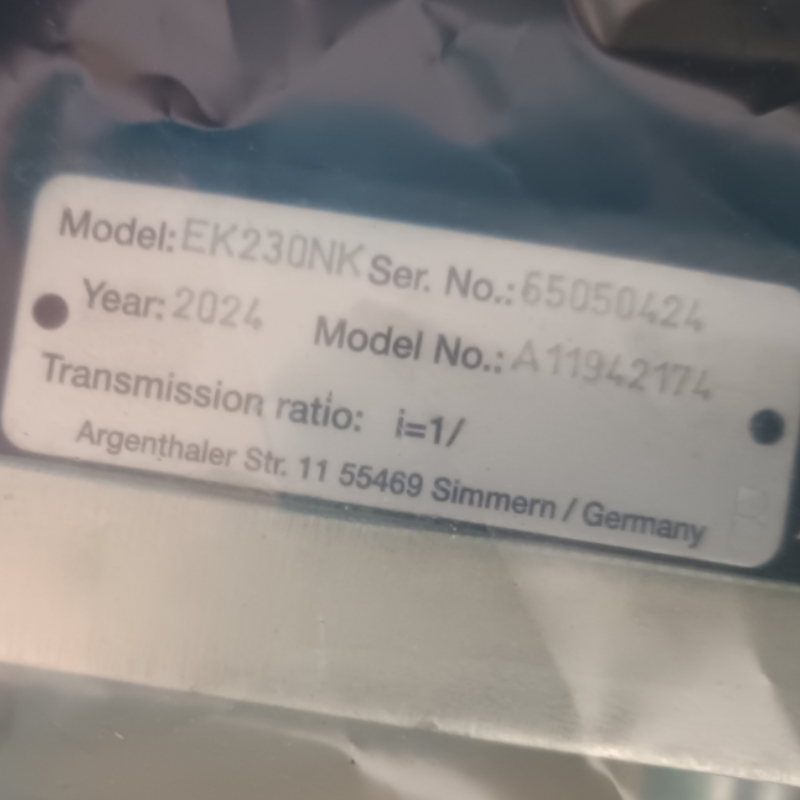 Model: EK230NK Ser. No.: 65050424
Year: 2024 Model No.: A11942174
Transmission ratio: i=1/
Argenthaler Str. 11 55469 Simmern / Germany